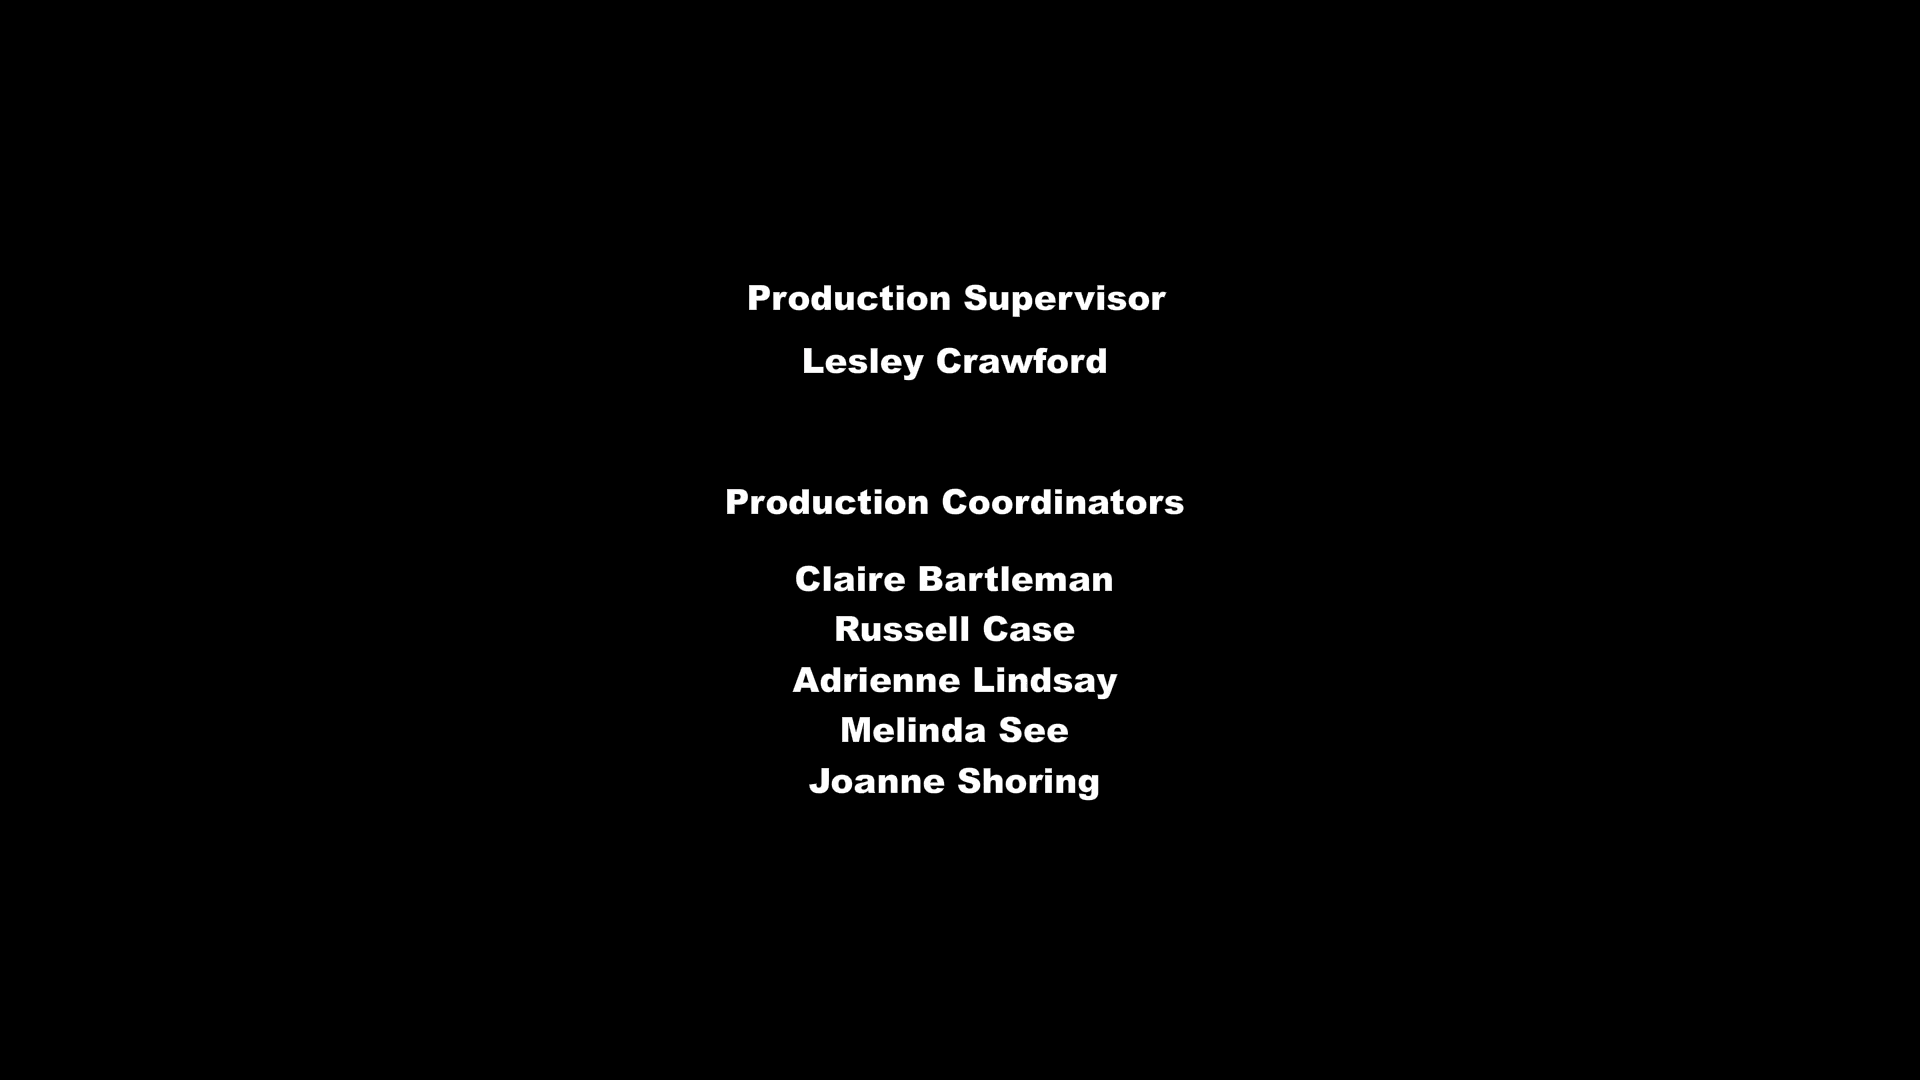 Production Supervisor
Lesley Crawford
Production Coordinators
Claire Bartleman
Russell Case
Adrienne Lindsay
Melinda See
Joanne Shoring